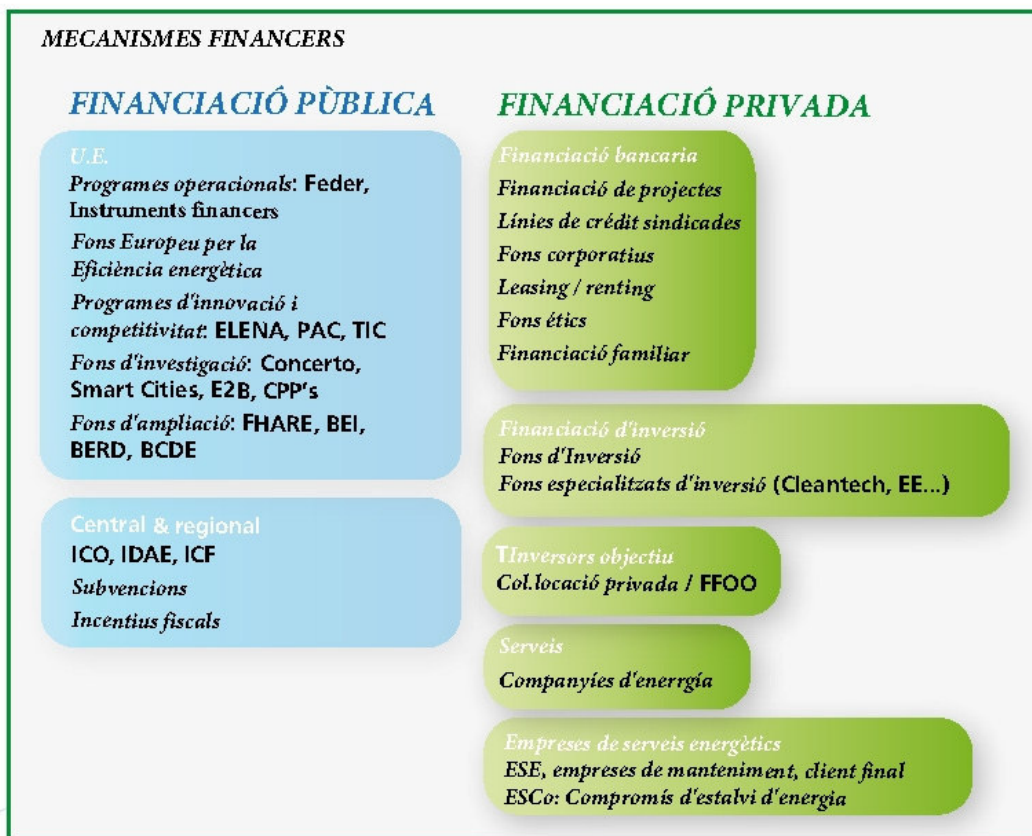 MECANISMES FINANCERS
FINANCIACIÓ PÙBLICA
U.E.
Programes operacionals: Feder,
Instruments financers
Fons Europeu per la
Eficiència energètica
Programes d'innovació i
competitivitat: ELENA, PAC, TIC
Fons d'investigació: Concerto,
Smart Cities, E2B, CPP's
Fons d'ampliació: FHARE, BEI,
BERD, BCDE
Central & regional
ICO, IDAE, ICF
Subvencions
Incentius fiscals
FINANCIACIÓ PRIVADA
Financiació bancaria
Financiació de projectes
Línies de crédit sindicades
Fons corporatius
Leasing / renting
Fons étics
Financiació familiar
Financiació d'inversió
Fons d'Inversió
Fons especialitzats d'inversió (Cleantech, EE...)
TInversors objectiu
Col.locació privada / FFOO
Serveis
Companyíes d'enerrgía
Empreses de serveis energètics
ESE, empreses de manteniment, client final
ESCo: Compromís d'estalvi d'energia